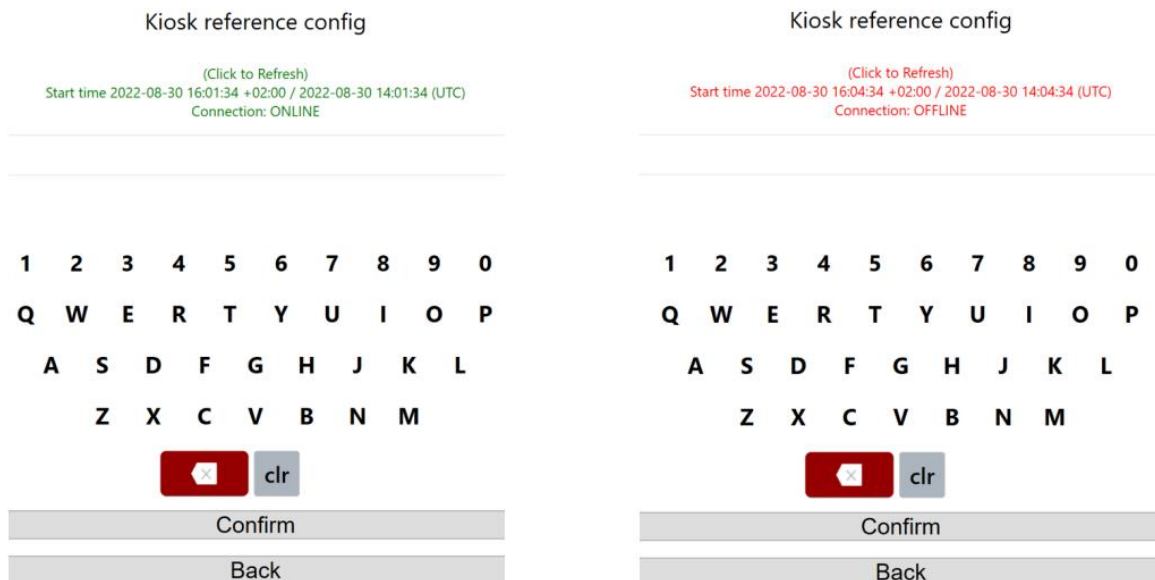 Kiosk reference config
(Click to Refresh)
Start time 2022-08-30 16:01:34 +02:00 / 2022-08-30 14:01:34 (UTC)
Connection: ONLINE
1 2 3 4 5 6 7 8 9 0
Q W E R T Y U I O P
A S D F G H J K L
Z X C V B N M
clr
Confirm
Back
Kiosk reference config
(Click to Refresh)
Start time 2022-08-30 16:04:34 +02:00 / 2022-08-30 14:04:34 (UTC)
Connection: OFFLINE
1 2 3 4 5 6 7 8 9 0
Q W E R T Y U I O P
A S D F G H J K L
Z X C V B N M
clr
Confirm
Back